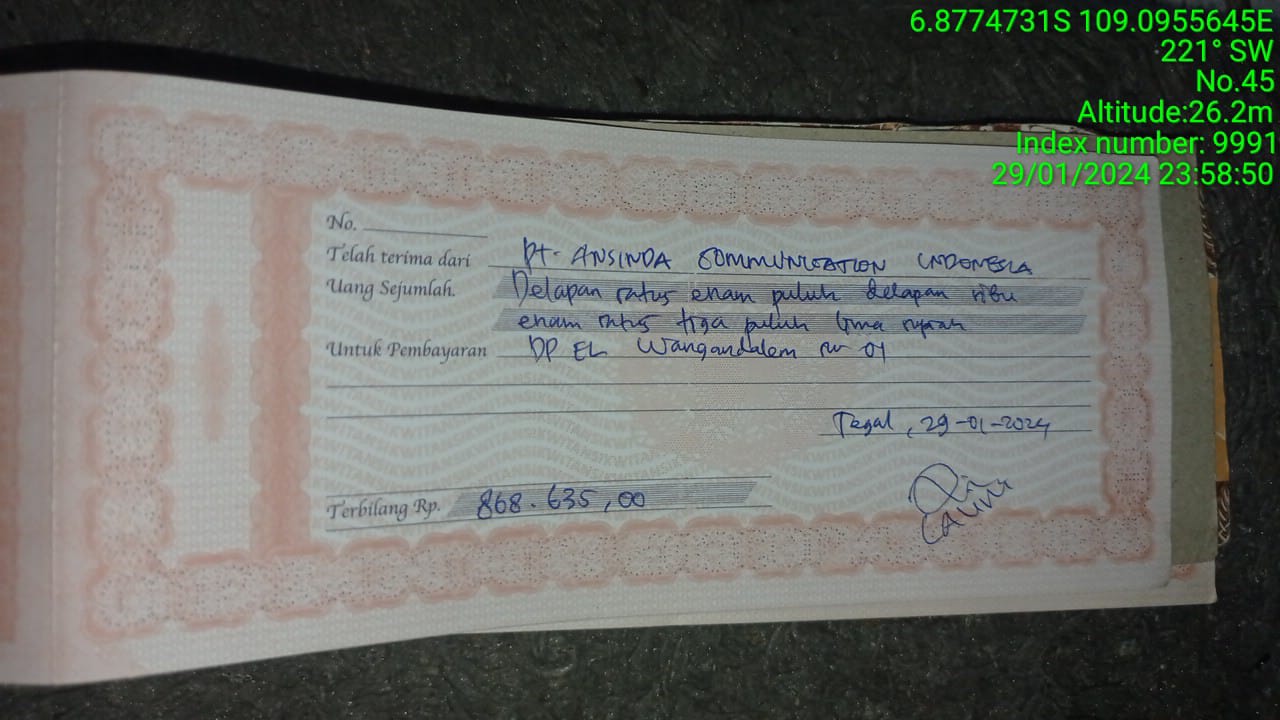 6.8774731S 109.0955645E
221° SW
No.45
Altitude:26.2m
Index number: 9991
29/01/2024 23:58:50
No.
Telah terima dari PT. ANSINDA COMMUNICATION INDONESIA
Uang Sejumlah. Delapan ratus enam puluh delapan ribu
enam ratus tiga puluh lima rupiah
Untuk Pembayaran DP EL Wangandalem rw 01
Tegal, 29-01-2024
Terbilang Rp. 868.635,00